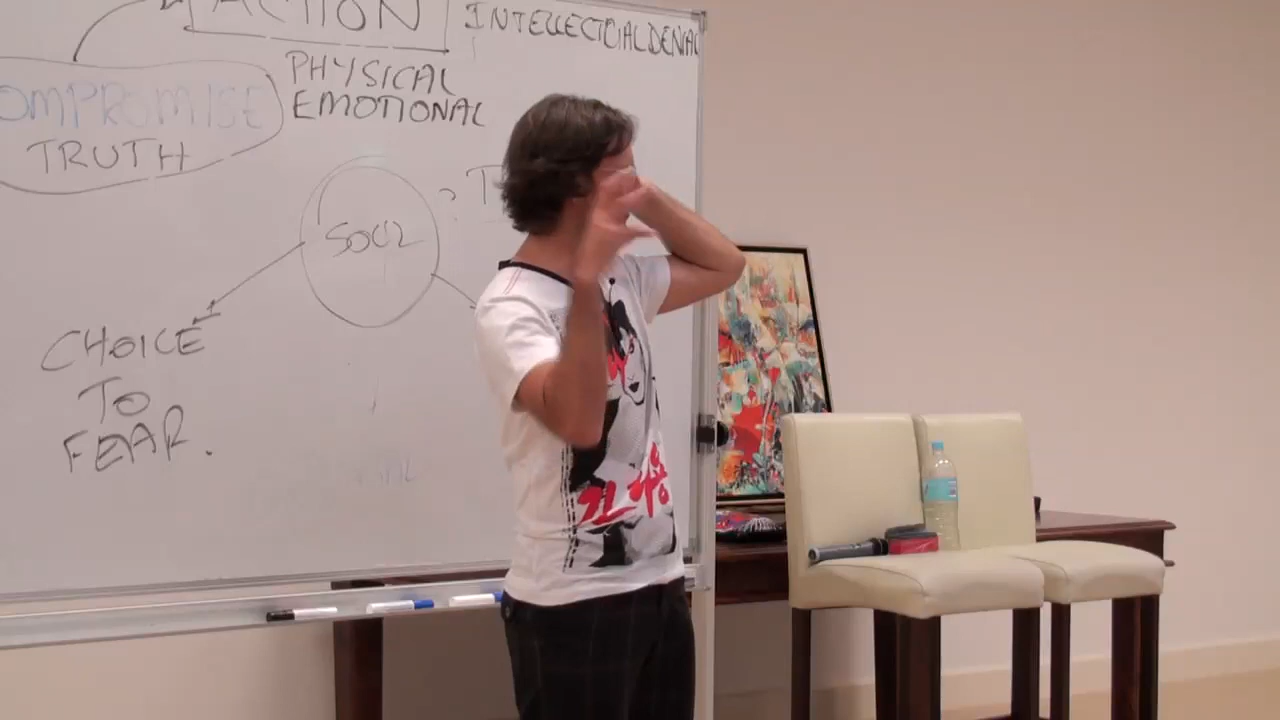 ACTION
INTELLECTUAL DENIAL
PHYSICAL
EMOTIONAL
OMPROMISE
TRUTH
? T
SOUL
CHOICE
TO
FEAR.